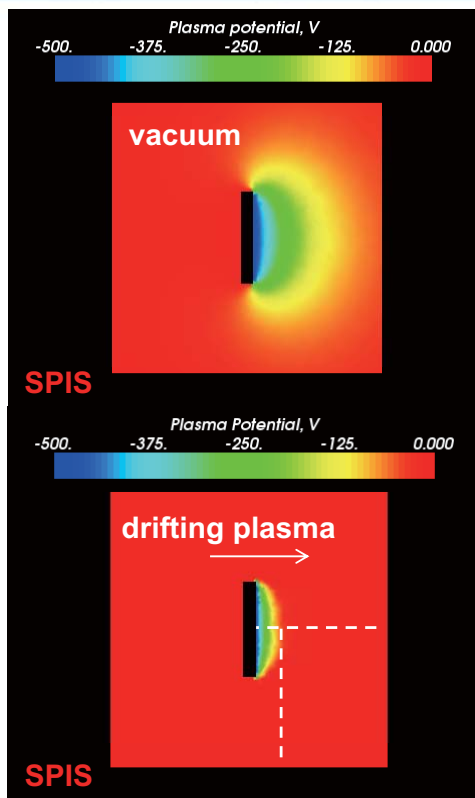 Plasma potential, V
-500. -375. -250. -125. 0.000
vacuum
SPIS
Plasma Potential, V
-500. -375. -250. -125. 0.000
drifting plasma
SPIS